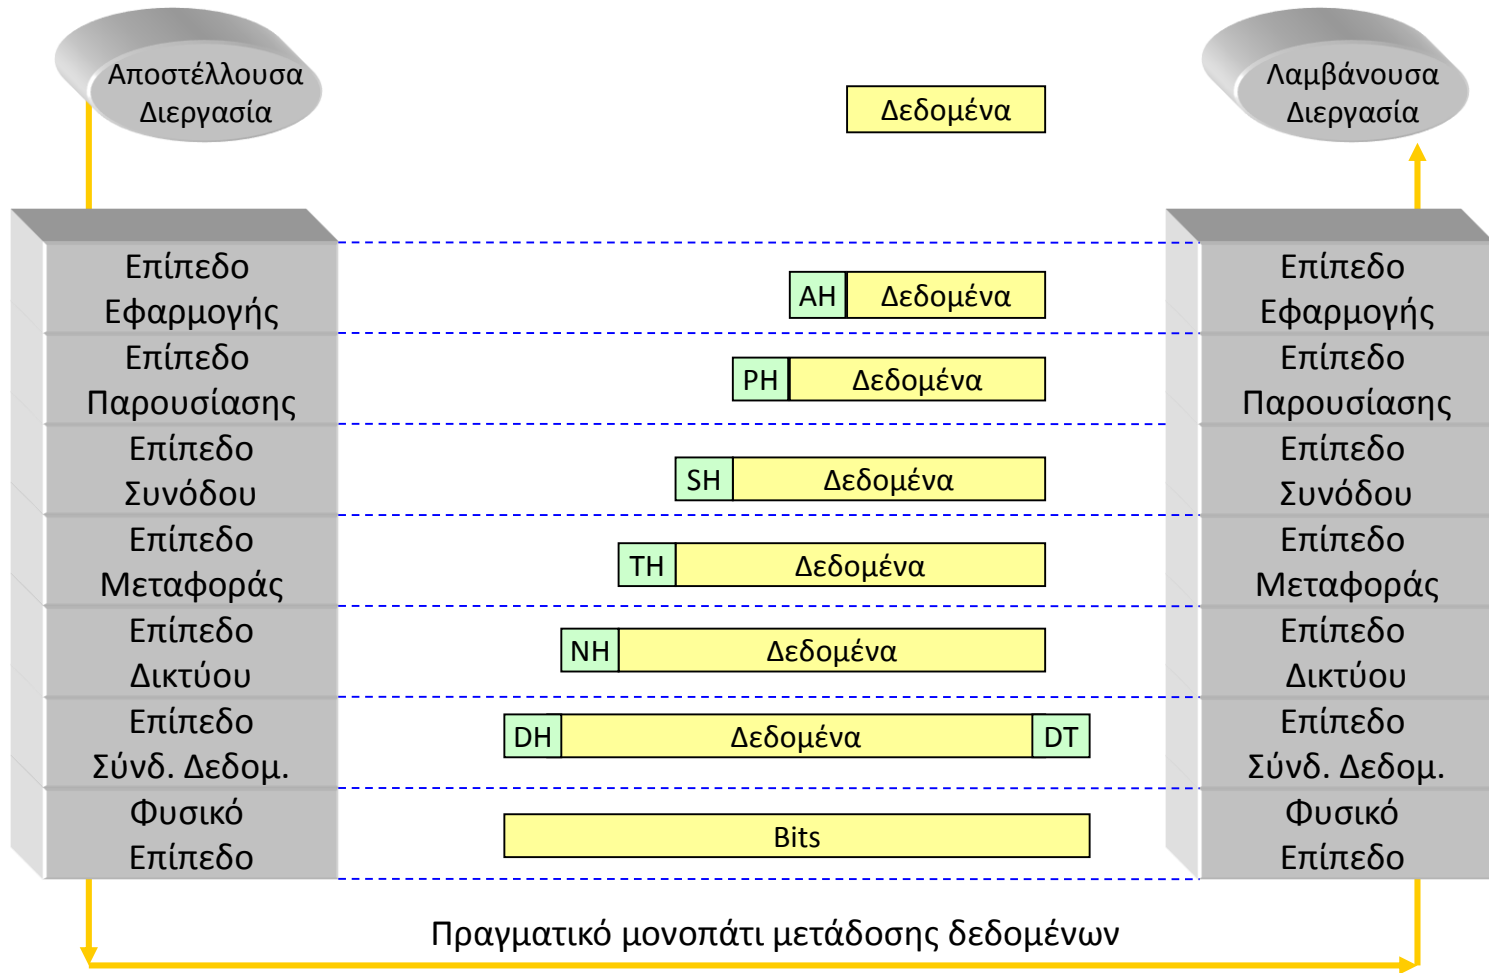 Αποστέλλουσα
Διεργασία
Δεδομένα
Λαμβάνουσα
Διεργασία
Επίπεδο
Εφαρμογής
AH
Δεδομένα
Επίπεδο
Εφαρμογής
Επίπεδο
Παρουσίασης
PH
Δεδομένα
Επίπεδο
Παρουσίασης
Επίπεδο
Συνόδου
SH
Δεδομένα
Επίπεδο
Συνόδου
Επίπεδο
Μεταφοράς
TH
Δεδομένα
Επίπεδο
Μεταφοράς
Επίπεδο
Δικτύου
NH
Δεδομένα
Επίπεδο
Δικτύου
Επίπεδο
Σύνδ. Δεδομ.
DH
Δεδομένα
DT
Επίπεδο
Σύνδ. Δεδομ.
Φυσικό
Επίπεδο
Bits
Φυσικό
Επίπεδο
Πραγματικό μονοπάτι μετάδοσης δεδομένων